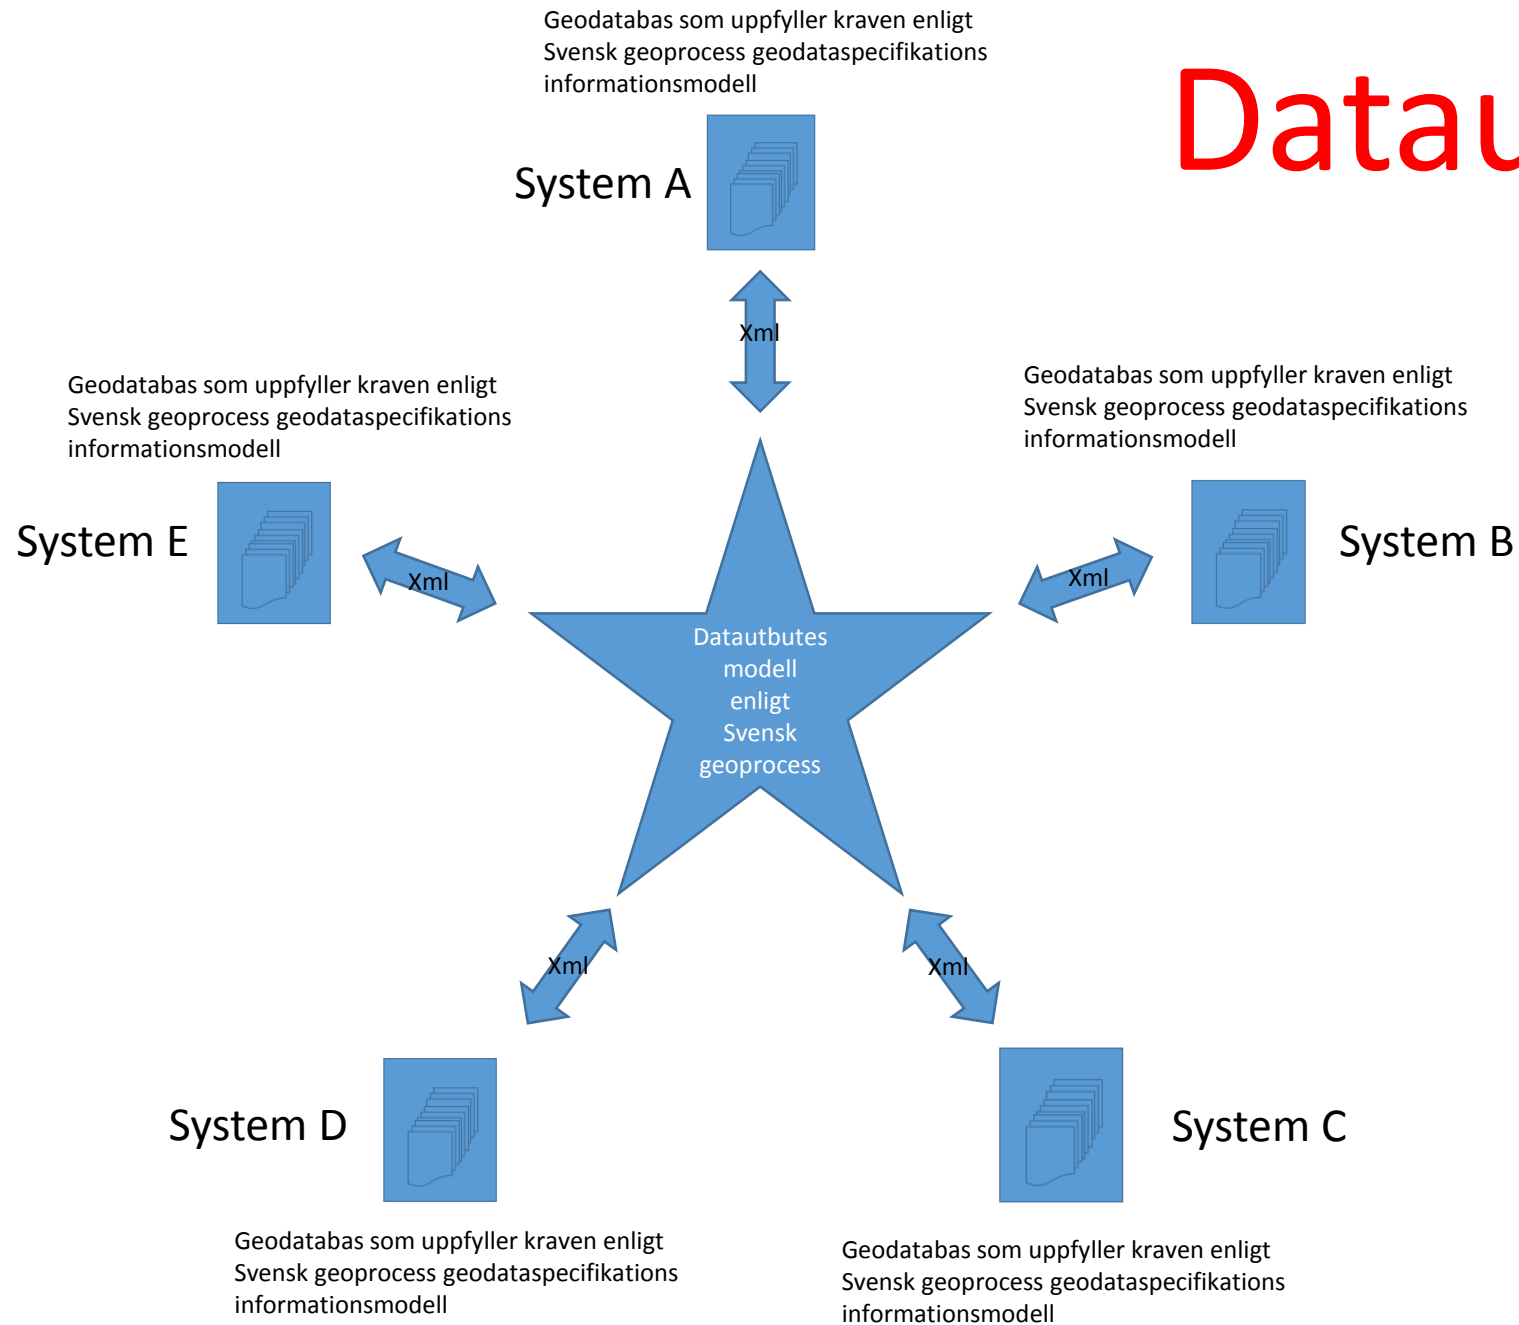 Geodatabas som uppfyller kraven enligt
Svensk geoprocess geodataspecifikations
informationsmodell
Datau
System A
Xml
Geodatabas som uppfyller kraven enligt
Svensk geoprocess geodataspecifikations
informationsmodell
Geodatabas som uppfyller kraven enligt
Svensk geoprocess geodataspecifikations
informationsmodell
System E
Xml
Xml
System B
Datautbutes
modell
enligt
Svensk
geoprocess
Xml
Xml
System D
System C
Geodatabas som uppfyller kraven enligt
Svensk geoprocess geodataspecifikations
informationsmodell
Geodatabas som uppfyller kraven enligt
Svensk geoprocess geodataspecifikations
informationsmodell